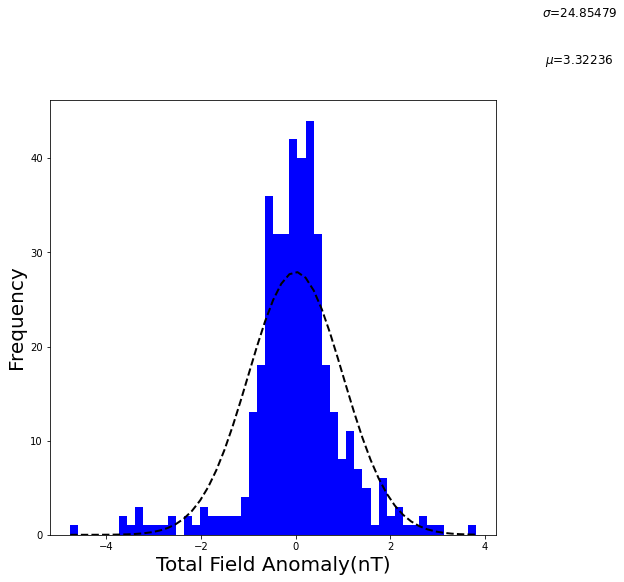 σ=24.85479
μ=3.32236
40
30
20
10
0
Frequency
−4
−2
0
2
4
Total Field Anomaly(nT)